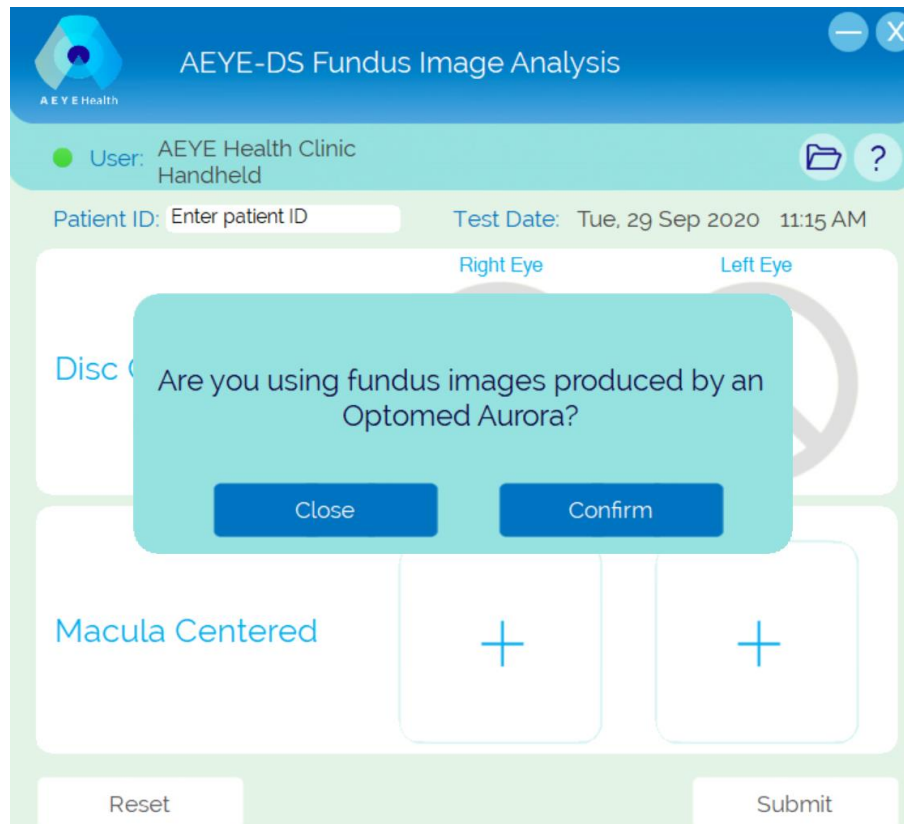 AEYE-DS Fundus Image Analysis
AEYEHealth
User: AEYE Health Clinic
Handheld
?
Patient ID: Enter patient ID Test Date: Tue, 29 Sep 2020 11:15 AM
Right Eye Left Eye
Disc
Are you using fundus images produced by an
Optomed Aurora?
Close Confirm
Macula Centered
Reset Submit